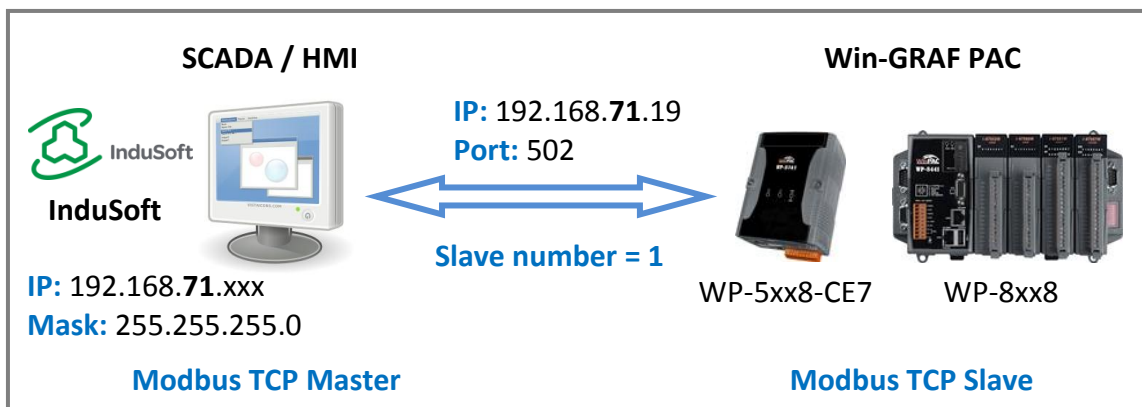 SCADA / HMI
Win-GRAF PAC
IP: 192.168.71.19
Port: 502
InduSoft
InduSoft
WP-8441
Slave number = 1
WP-5xx8-CE7
WP-8xx8
IP: 192.168.71.xxx
Mask: 255.255.255.0
Modbus TCP Master
Modbus TCP Slave